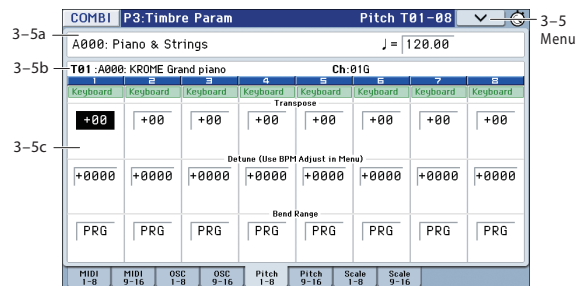 COMBI P3:Timbre Param Pitch T01-08
3–5
Menu
3–5a
A000: Piano & Strings ♩= 120.00
3–5b
T01 :A000: KROME Grand piano Ch:01G
1 2 3 4 5 6 7 8
Keyboard Keyboard Keyboard Keyboard Keyboard Keyboard Keyboard Keyboard
Transpose
+00 +00 +00 +00 +00 +00 +00 +00
3–5c
Detune (Use BPM Adjust in Menu)
+0000 +0000 +0000 +0000 +0000 +0000 +0000 +0000
Bend Range
PRG PRG PRG PRG PRG PRG PRG PRG
MIDI 1-8 MIDI 9-16 OSC 1-8 OSC 9-16 Pitch 1-8 Pitch 9-16 Scale 1-8 Scale 9-16